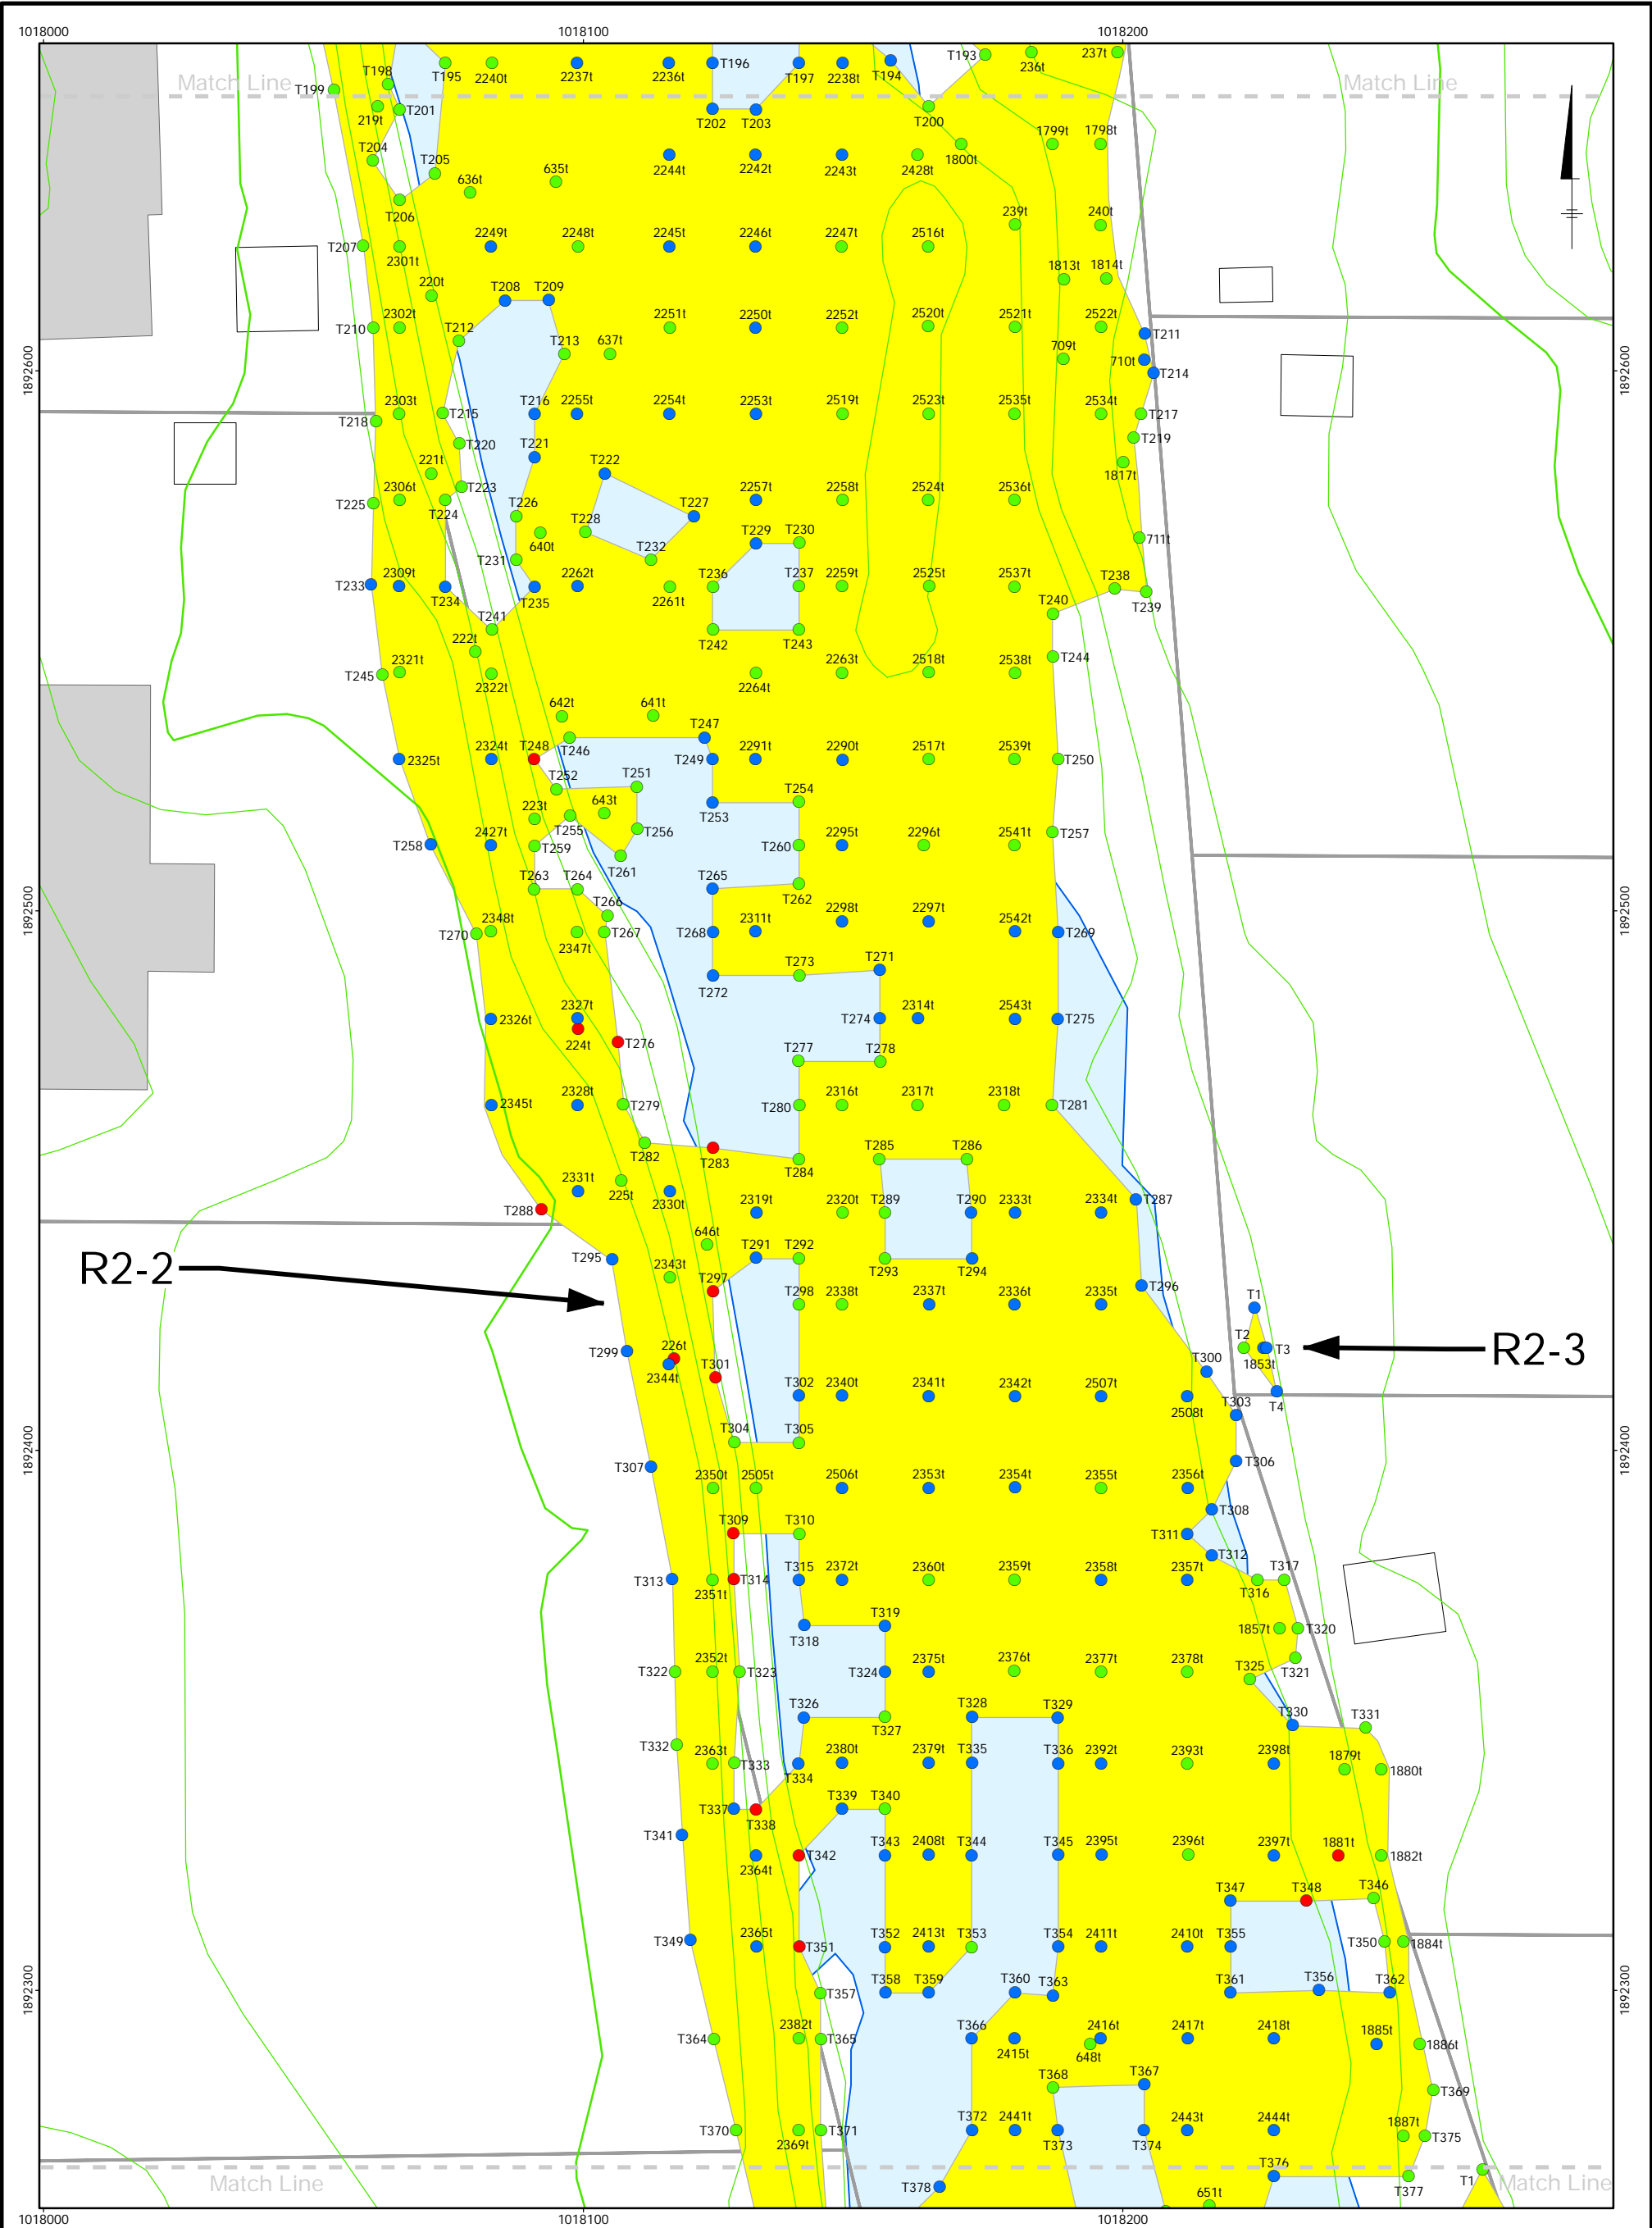 1018000 1018100 1018200
Match Line Match Line
T198 T195 2240t 2237t 2236t T196 T197 2238t T194 T193 236t 237t
T199 219t T201 T202 T203 T200
T204 T205 636t 635t 2244t 2242t 2243t 2428t 1800t 1799t 1798t
T206 239t 240t
T207 2301t 2249t 2248t 2245t 2246t 2247t 2516t
220t T208 T209 1813t 1814t
T210 2302t T212 T213 637t 2251t 2250t 2252t 2520t 2521t 2522t T211
709t 710t T214
1892600 1892600
T218 2303t T215 T216 2255t 2254t 2253t 2519t 2523t 2535t 2534t T217
T220 T221 T219
221t T223 T222 1817t
T225 2306t T224 T226 T228 T227 2257t 2258t 2524t 2536t
640t T232 T229 T230 711t
T231
T233 2309t T234 T235 2262t 2261t T236 T237 2259t 2525t 2537t T238 T239
T241 T242 T243 T240
222t T244
T245 2321t 2322t 2264t 2263t 2518t 2538t
642t 641t
T248 T246 T247
2325t 2324t T249 2291t 2290t 2517t 2539t T250
T252 T251 T253 T254
223t T255 643t T256 T257
T258 2427t T259 T261 T260 2295t 2296t 2541t
T263 T264 T265 T262
1892500 1892500
T266
T270 2348t 2347t T267 T268 2311t 2298t 2297t 2542t T269
T272 T273 T271
2326t 2327t T274 2314t 2543t T275
224t T276
T277 T278
2345t 2328t T279 T280 2316t 2317t 2318t T281
T282 T283 T284 T285 T286
2331t 225t 2330t
T288 2319t 2320t T289 T290 2333t 2334t T287
646t
R2-2
T295 2343t T291 T292 T293 T294
T297 T298 2338t 2337t 2336t 2335t T296
T1
T2 T3
1853t
R2-3
T299 226t
2344t T301 T300
T4
T302 2340t 2341t 2342t 2507t 2508t T303
1892400 1892400
T304 T305
T307 T306
2350t 2505t 2506t 2353t 2354t 2355t 2356t
T308
T309 T310 T311
T312
T313 2351t T314 T315 2372t 2360t 2359t 2358t 2357t T316 T317
T318 T319 1857t T320
T322 2352t T323 T324 2375t 2376t 2377t 2378t T325 T321
T326 T327 T328 T329 T330 T331
T332 2363t T333 T334 2380t 2379t T335 T336 2392t 2393t 2398t 1879t 1880t
T337 T338 T339 T340
T341 2364t T342 T343 2408t T344 T345 2395t 2396t 2397t 1881t 1882t
T347 T348 T346
T349 2365t T351 T352 2413t T353 T354 2411t 2410t T355 T350 1884t
1892300 1892300
T357 T358 T359 T360 T363 T361 T356 T362
T364 2382t T365 T366 2415t 2416t 2417t 2418t 1885t 1886t
648t
T368 T367 T369
T370 2369t T371 T372 2441t T373 T374 2443t 2444t 1887t T375
Match Line T376 T377 T1 Match Line
T378 651t
1018000 1018100 1018200